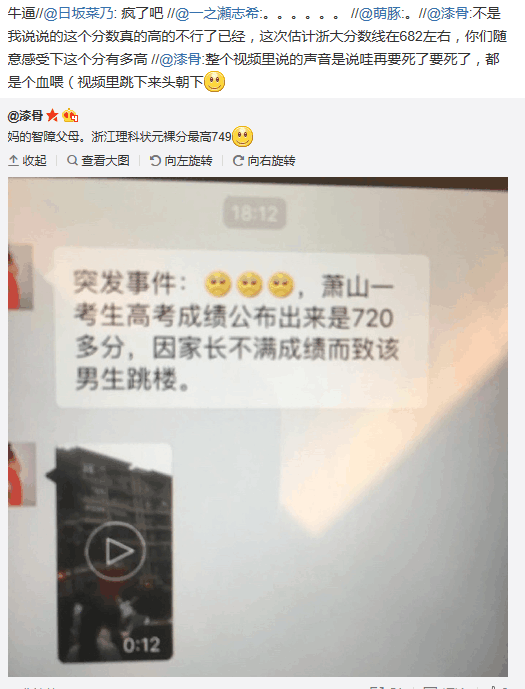 牛逼//@日坂菜乃: 疯了吧 //@一之瀬志希:。。。。。。 //@萌豚:。//@漆骨:不是
我说说的这个分数真的高的不行了已经，这次估计浙大分数线在682左右，你们随
意感受下这个分有多高 //@漆骨:整个视频里说的声音是说哇再要死了要死了，都
是个血喂（视频里跳下来头朝下
@漆骨
妈的智障父母。浙江理科状元裸分最高749
收起 查看大图 向左旋转 向右旋转
18:12
突发事件：，萧山一
考生高考成绩公布出来是720
多分，因家长不满成绩而致该
男生跳楼。
0:12